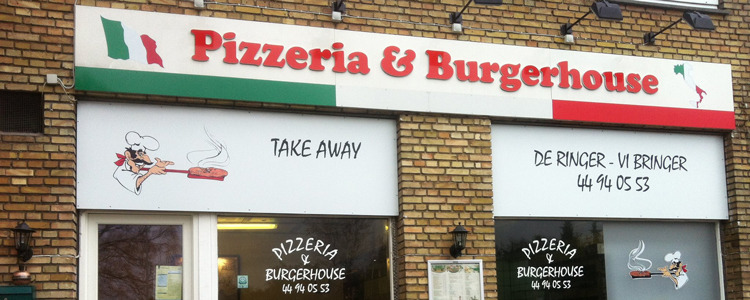 Pizzeria & Burgerhouse
TAKE AWAY
DE RINGER - VI BRINGER
44 94 05 53
PIZZERIA
&
BURGERHOUSE
44 94 05 53
PIZZERIA
&
BURGERHOUSE
44 94 05 53